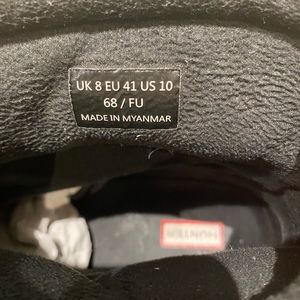 UK 8 EU 41 US 10
68 / FU
MADE IN MYANMAR
HUNTER